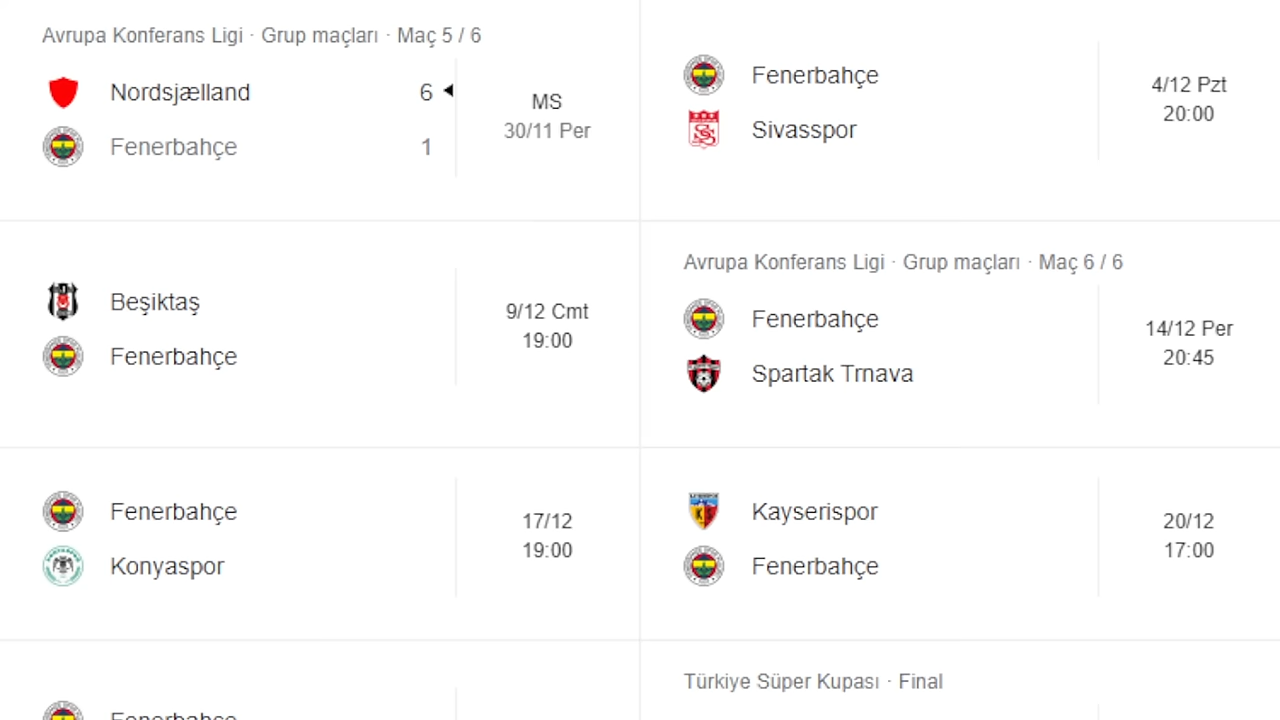 Avrupa Konferans Ligi · Grup maçları · Maç 5 / 6
Nordsjælland 6
Fenerbahçe 1
MS
30/11 Per
Fenerbahçe
Sivasspor
4/12 Pzt
20:00
Beşiktaş
Fenerbahçe
9/12 Cmt
19:00
Avrupa Konferans Ligi · Grup maçları · Maç 6 / 6
Fenerbahçe
Spartak Trnava
14/12 Per
20:45
Fenerbahçe
Konyaspor
17/12
19:00
Kayserispor
Fenerbahçe
20/12
17:00
Fenerbahçe
Türkiye Süper Kupası · Final